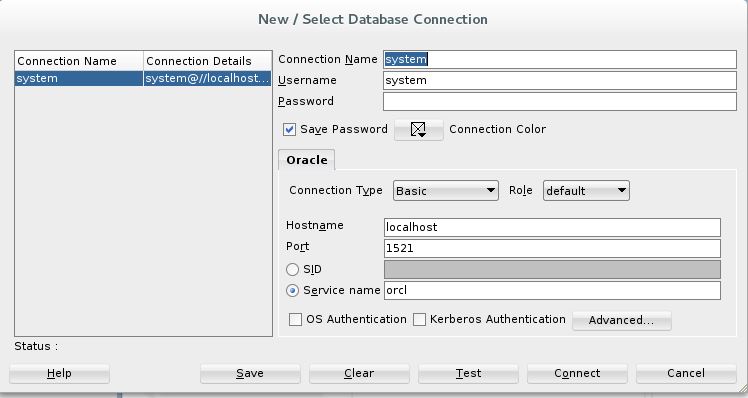 New / Select Database Connection
Connection Name Connection Details
system system@//localhost...
Connection Name system
Username system
Password
Save Password Connection Color
Oracle
Connection Type Basic Role default
Hostname localhost
Port 1521
SID
Service name orcl
OS Authentication Kerberos Authentication Advanced...
Status :
Help Save Clear Test Connect Cancel